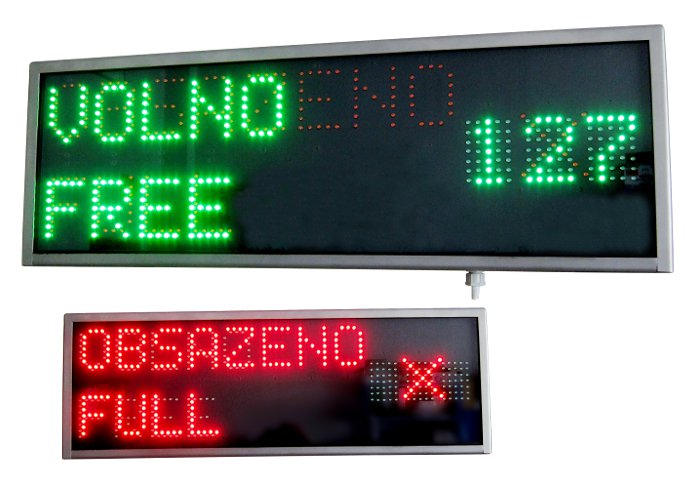 VOLNO
127
FREE
OBSAZENO
X
FULL